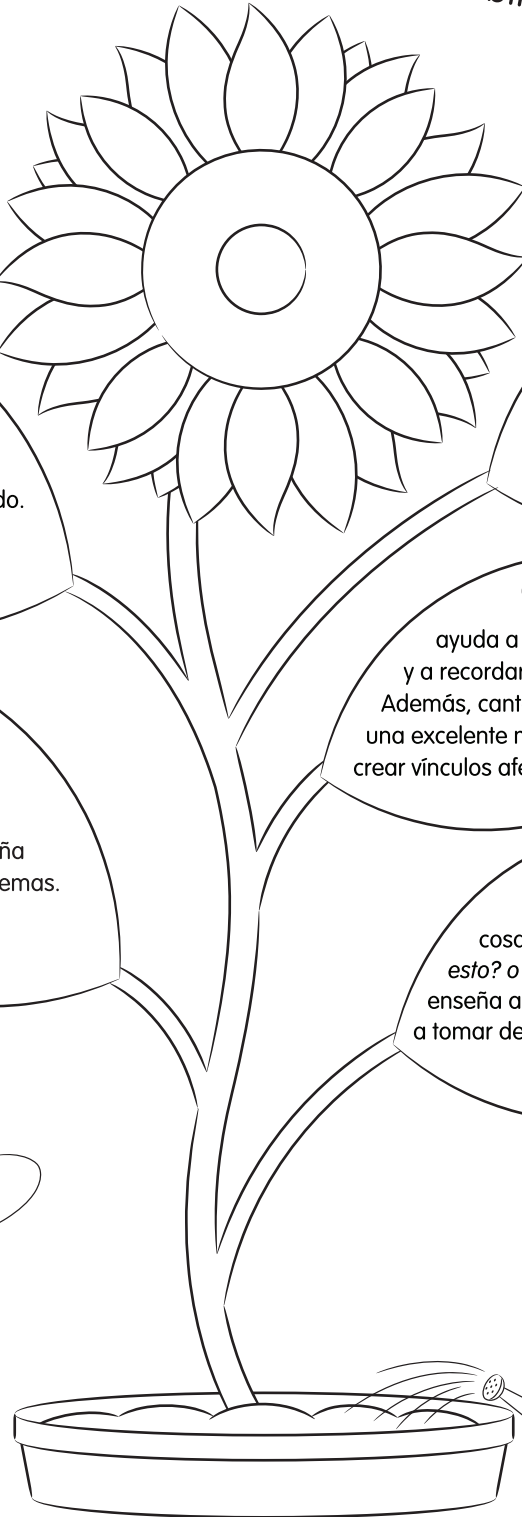 do.
ayuda a
y a recordar
Además, cant
una excelente
crear vínculos afe
ña
emas.
cosa
esto? o
enseña a
a tomar de